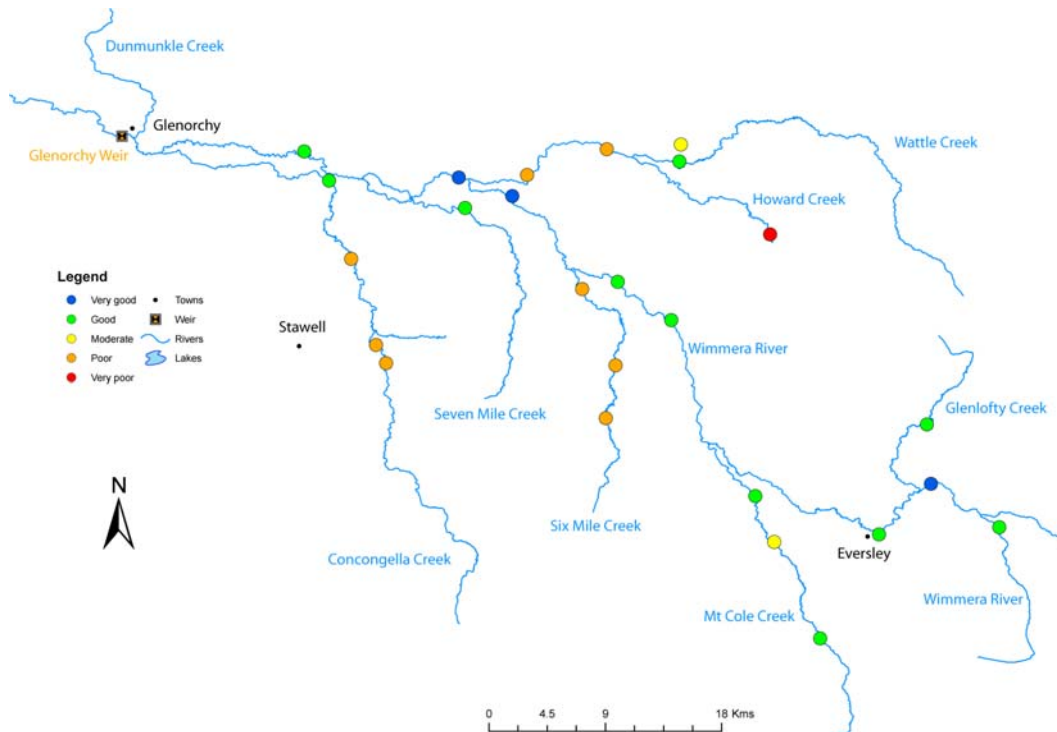 Dunmunkle Creek
Glenorchy
Glenorchy Weir
Wattle Creek
Howard Creek
Legend
Very good
Towns
Good
Weir
Moderate
Rivers
Poor
Lakes
Very poor
Stawell
Wimmera River
Seven Mile Creek
Glenlofty Creek
N
Six Mile Creek
Concongella Creek
Eversley
Mt Cole Creek
Wimmera River
0 4.5 9 18 Kms